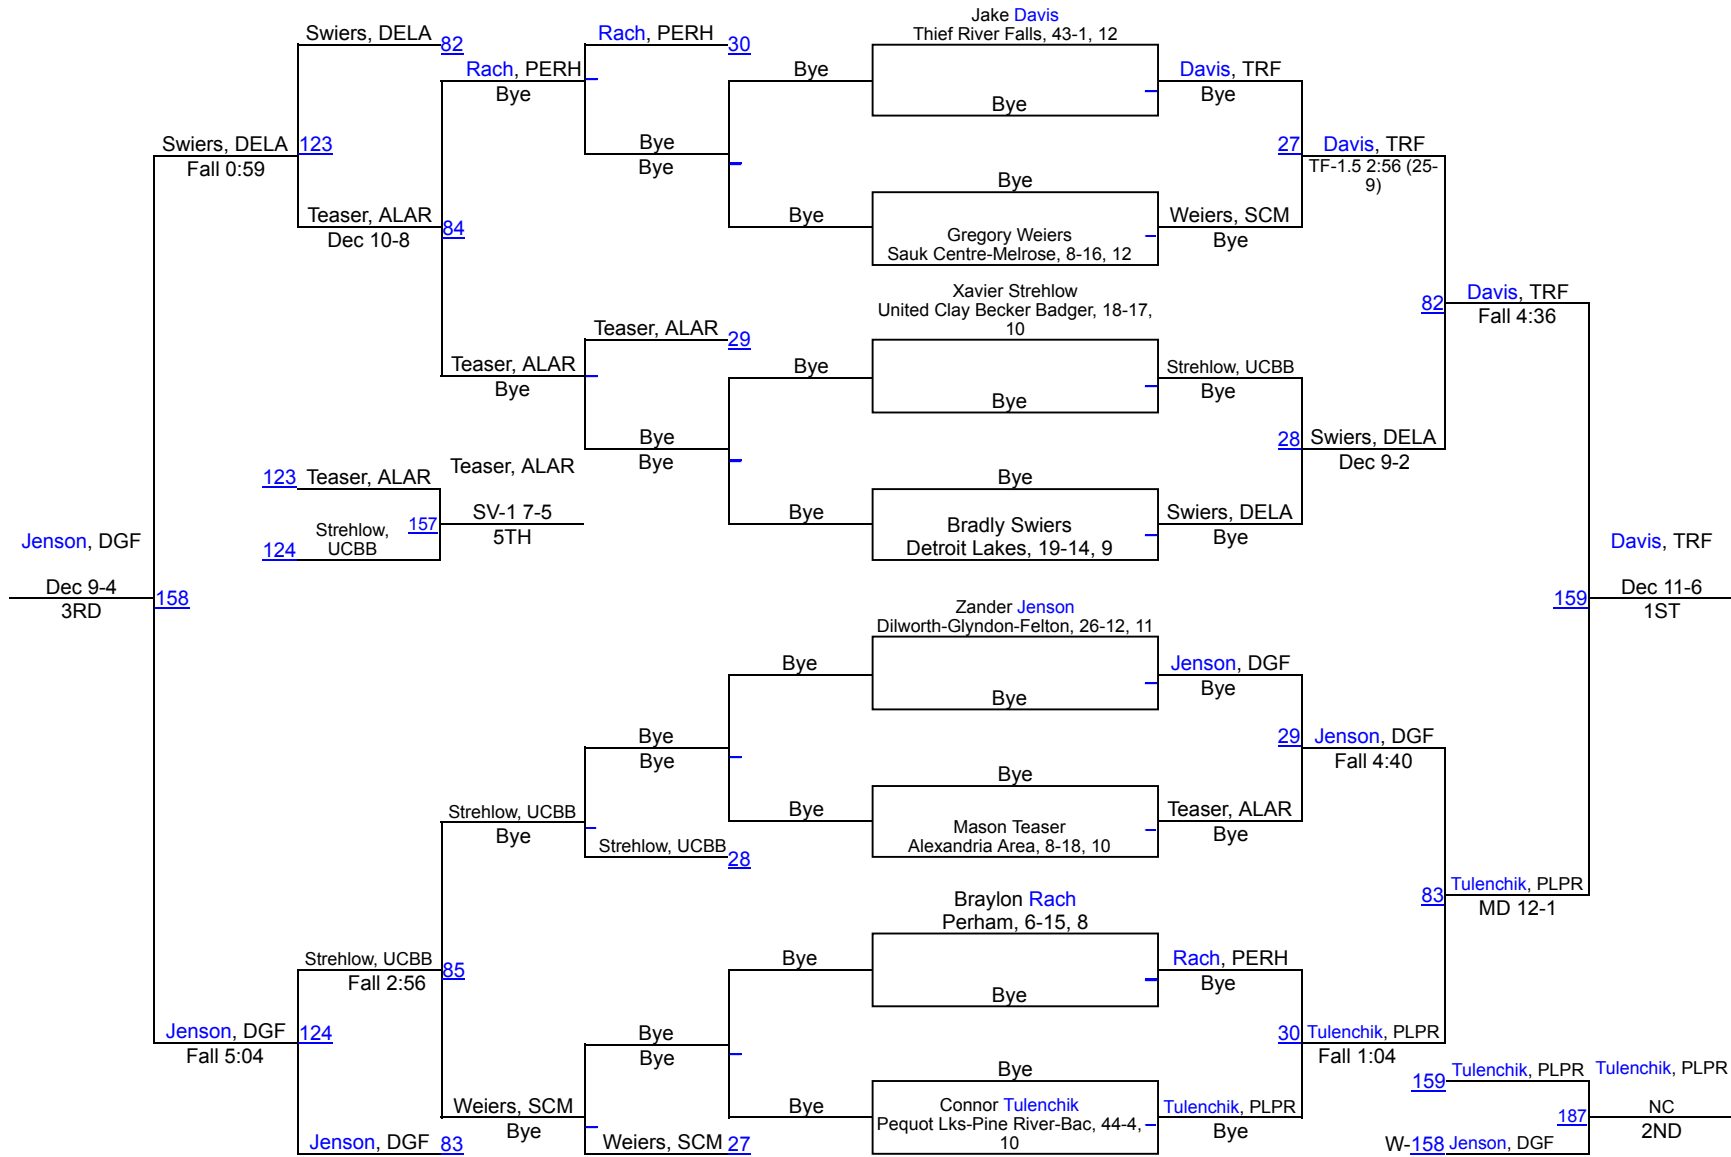 Jake Davis
Thief River Falls, 43-1, 12
Bye
Bye
Gregory Weiers
Sauk Centre-Melrose, 8-16, 12
Xavier Strehlow
United Clay Becker Badger, 18-17,
10
Bye
Bye
Bradly Swiers
Detroit Lakes, 19-14, 9
Zander Jenson
Dilworth-Glyndon-Felton, 26-12, 11
Bye
Bye
Mason Teaser
Alexandria Area, 8-18, 10
Braylon Rach
Perham, 6-15, 8
Bye
Bye
Connor Tulenchik
Pequot Lks-Pine River-Bac, 44-4,
10
Davis, TRF
Bye
Weiers, SCM
Bye
Strehlow, UCBB
Bye
Swiers, DELA
Bye
Jenson, DGF
Bye
Teaser, ALAR
Bye
Rach, PERH
Bye
Tulenchik, PLPR
Bye
27
Davis, TRF
TF-1.5 2:56 (25-
9)
28
Swiers, DELA
Dec 9-2
29
Jenson, DGF
Fall 4:40
30
Tulenchik, PLPR
Fall 1:04
82
Davis, TRF
Fall 4:36
83
Tulenchik, PLPR
MD 12-1
Davis, TRF
159
Dec 11-6
1ST
159
Tulenchik, PLPR
Tulenchik, PLPR
187
NC
2ND
W-158 Jenson, DGF
Bye
Bye
Bye
Bye
Bye
Bye
Bye
Bye
Rach, PERH
30
Bye
Bye
Teaser, ALAR
29
Bye
Bye
Bye
Bye
Strehlow, UCBB
28
Bye
Bye
Weiers, SCM
27
Rach, PERH
Bye
Teaser, ALAR
Bye
Strehlow, UCBB
Bye
Weiers, SCM
Bye
Swiers, DELA
82
Teaser, ALAR
Dec 10-8
84
Strehlow, UCBB
Fall 2:56
85
Jenson, DGF
83
Swiers, DELA
Fall 0:59
123
Jenson, DGF
Fall 5:04
124
123
Teaser, ALAR
Teaser, ALAR
Strehlow,
UCBB
124
157
SV-1 7-5
5TH
Jenson, DGF
Dec 9-4
3RD
158